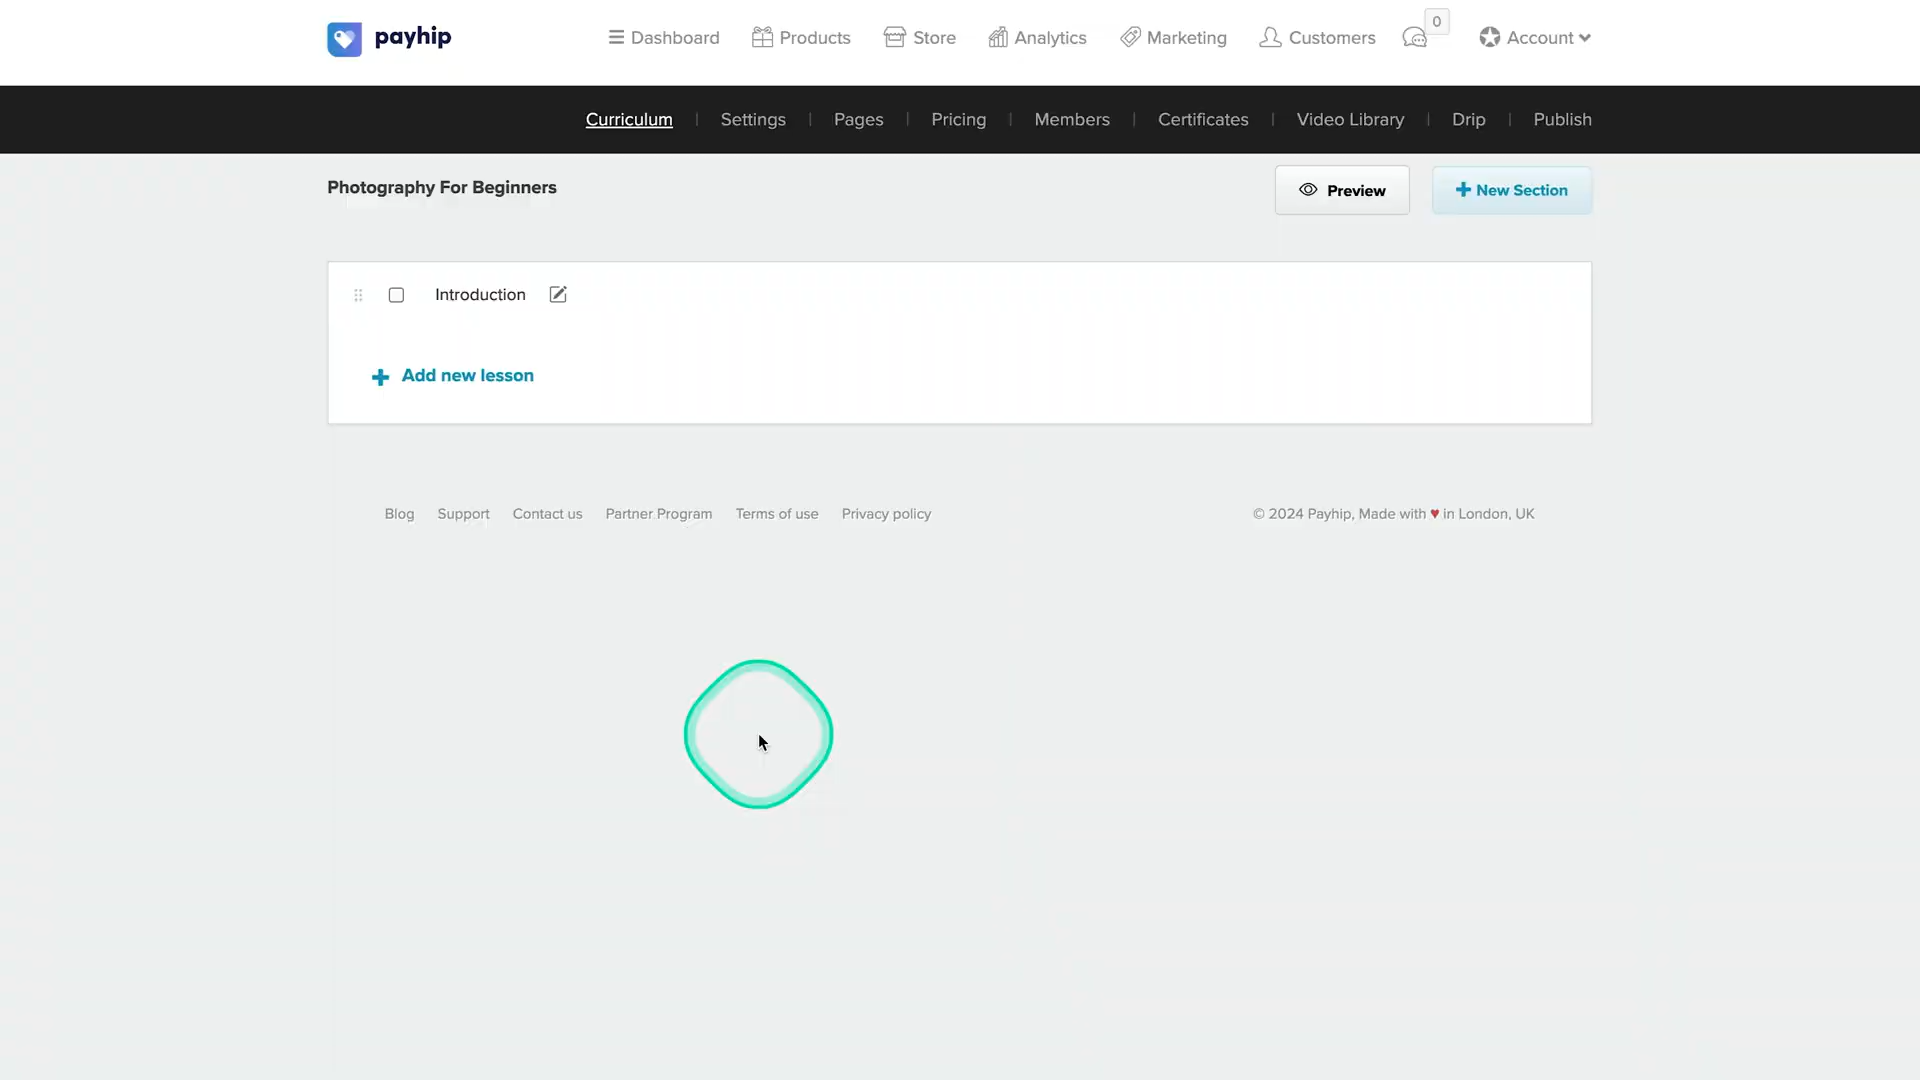 payhip Dashboard Products Store Analytics Marketing Customers 0 Account
Curriculum Settings Pages Pricing Members Certificates Video Library Drip Publish
Photography For Beginners Preview New Section
Introduction
Add new lesson
Blog Support Contact us Partner Program Terms of use Privacy policy © 2024 Payhip, Made with ♥ in London, UK